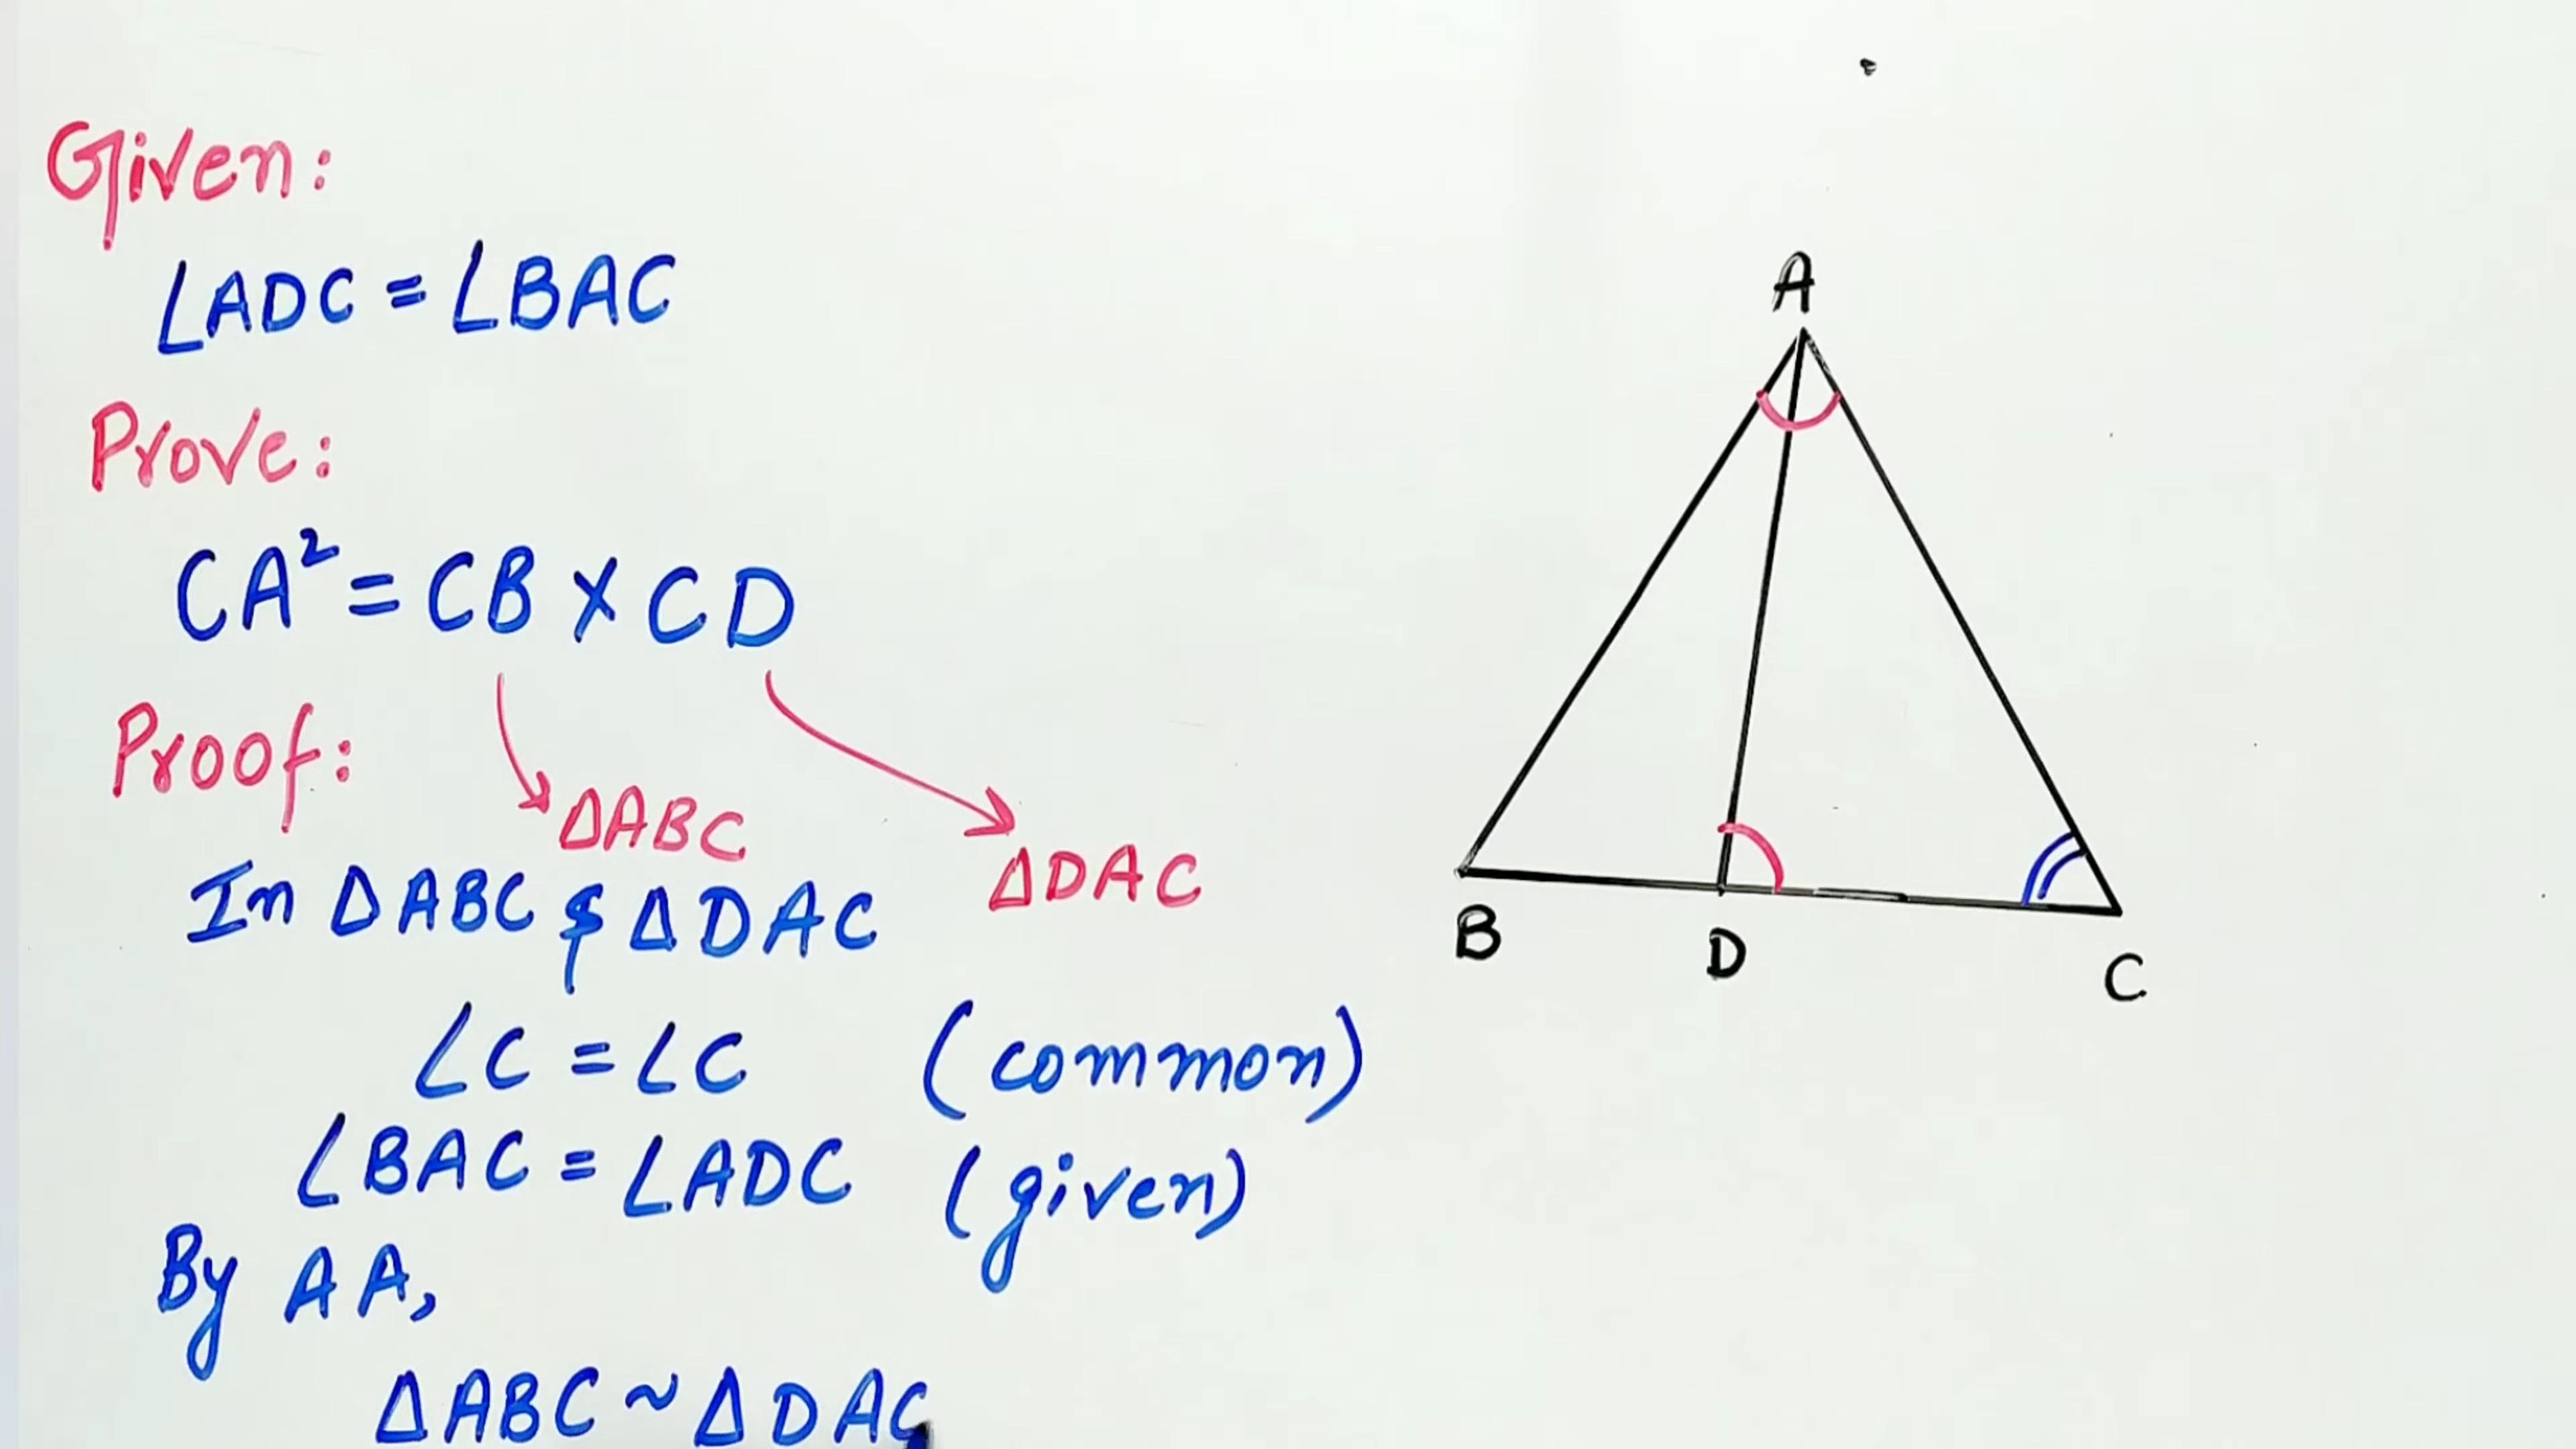 Given:
∠ADC = ∠BAC
Prove:
CA² = CB × CD
Proof:
ΔABC
ΔDAC
In ΔABC & ΔDAC
∠C = ∠C (common)
∠BAC = ∠ADC (given)
By AA,
ΔABC ~ ΔDAC
A
B
D
C